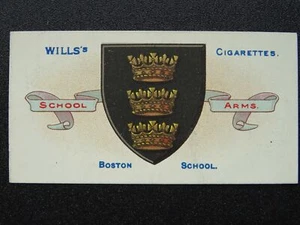 WILLS's CIGARETTES.
SCHOOL ARMS.
BOSTON SCHOOL.